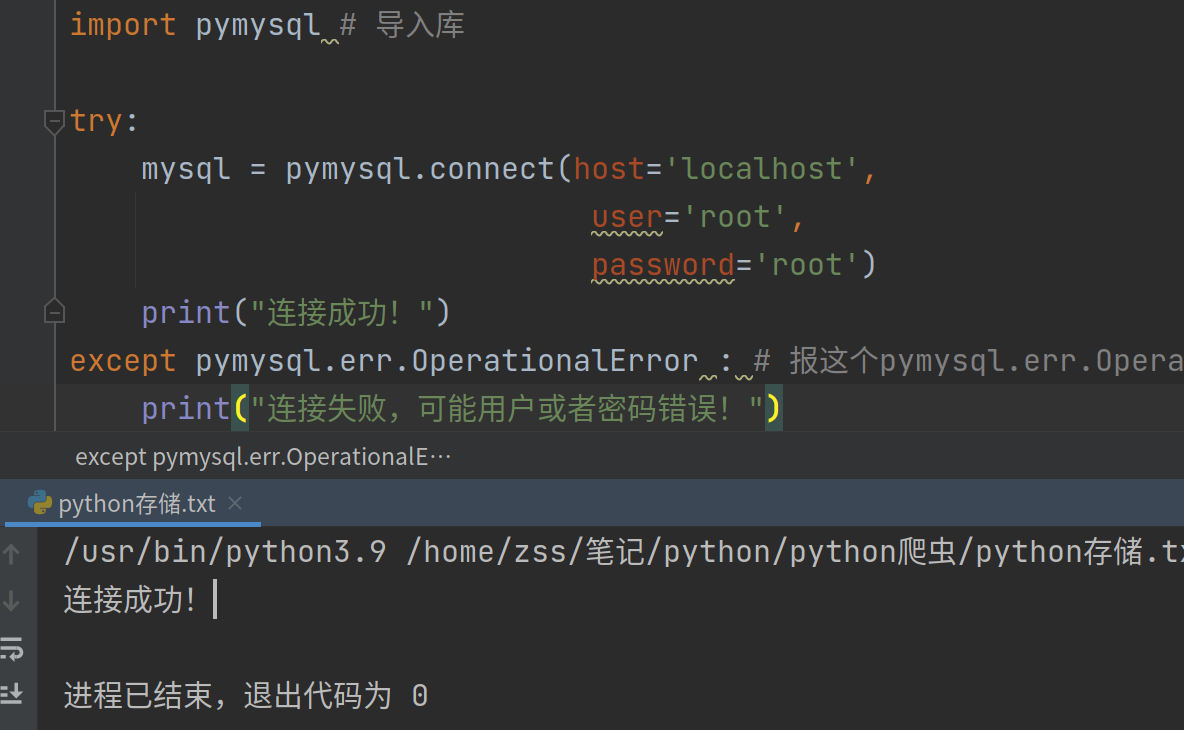 import pymysql # 导入库
try:
mysql = pymysql.connect(host='localhost',
user='root',
password='root')
print("连接成功！")
except pymysql.err.OperationalError : # 报这个pymysql.err.Opera
print("连接失败，可能用户或者密码错误！")
except pymysql.err.OperationalE···
python存储.txt
/usr/bin/python3.9 /home/zss/笔记/python/python爬虫/python存储.tx
连接成功！
进程已结束，退出代码为 0